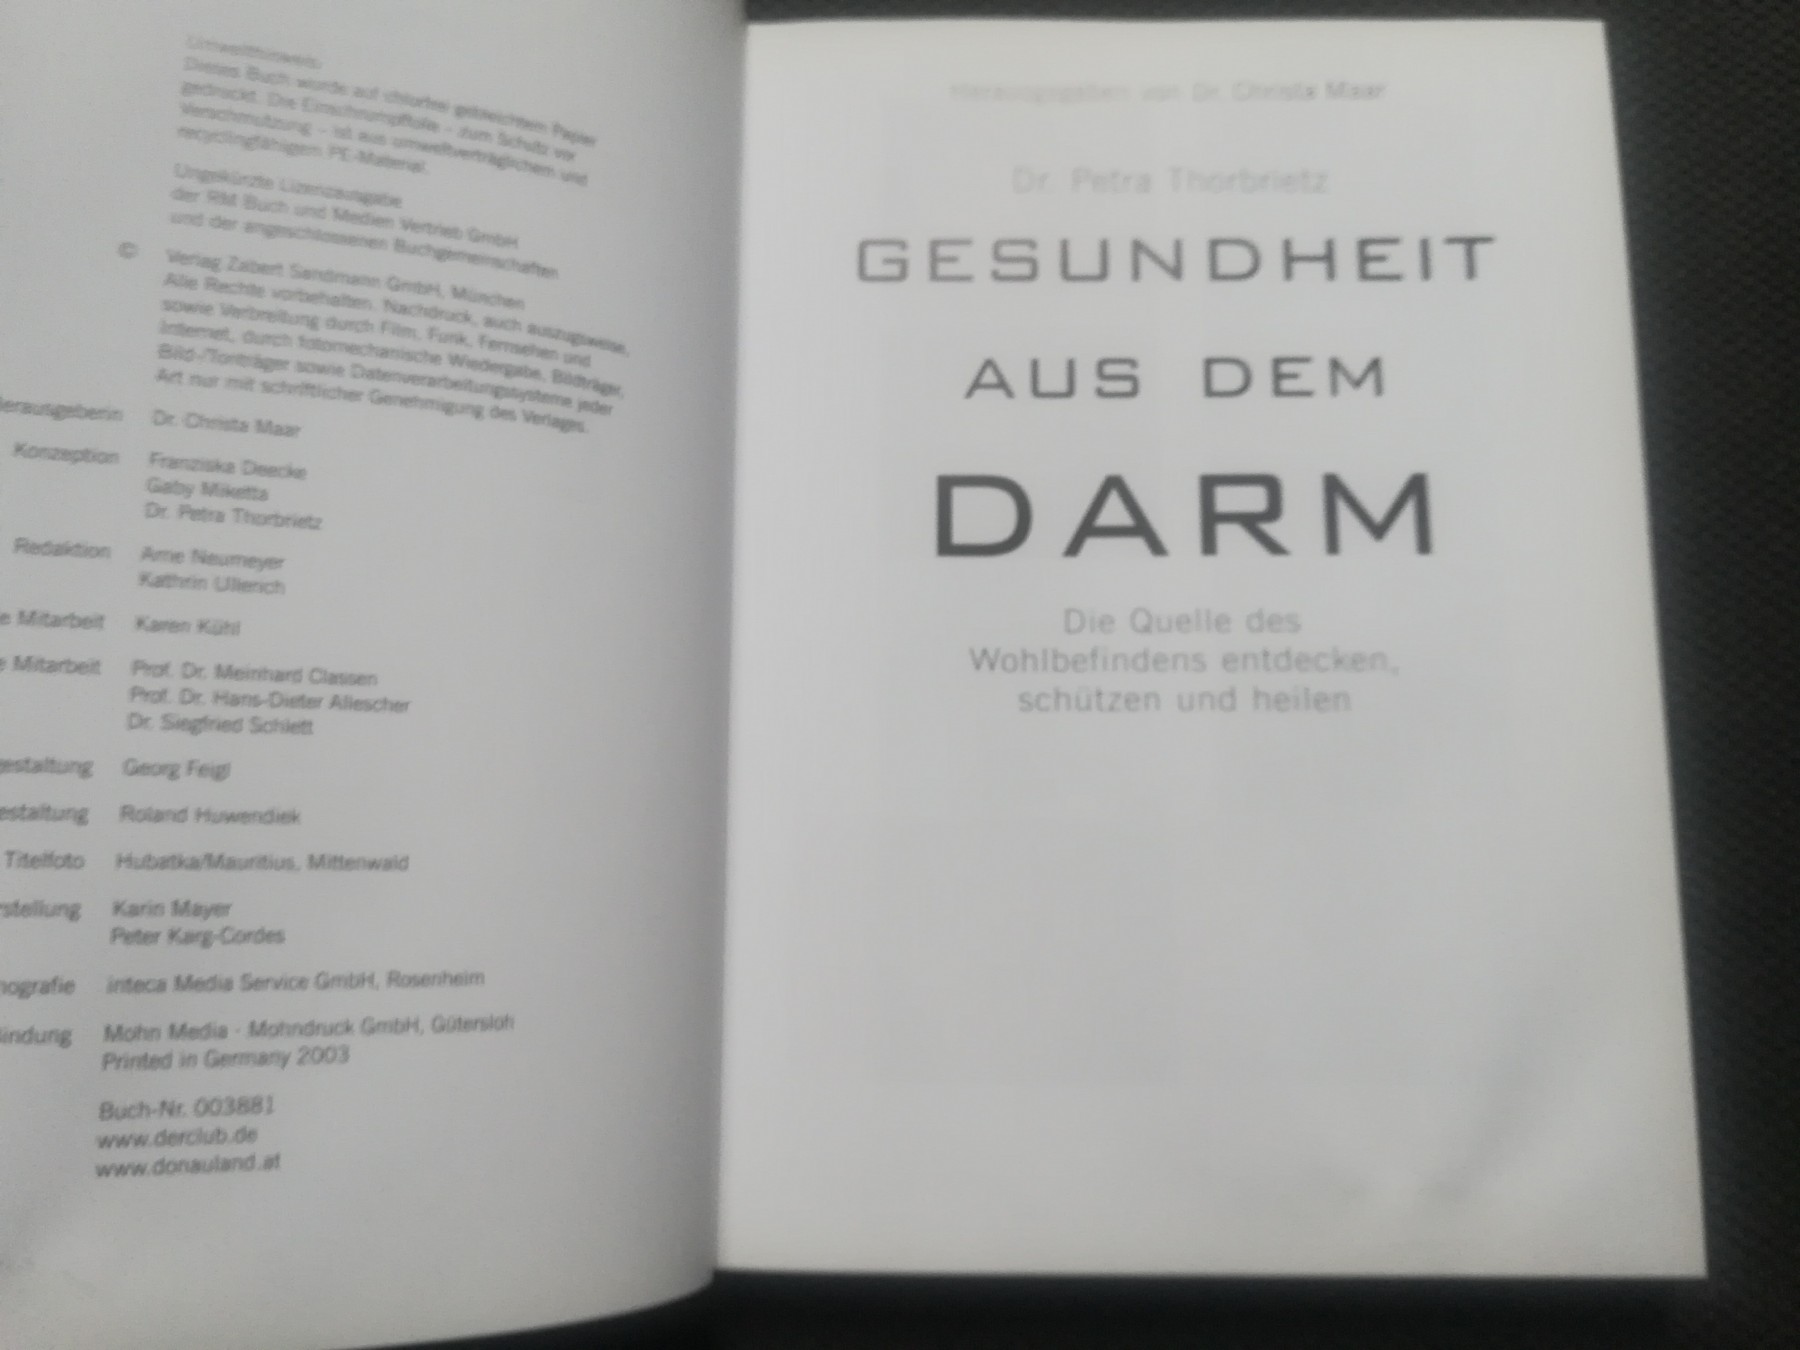 Umwelthinweis:
Dieses Buch wurde auf chlorfrei gebleichtem Papier
gedruckt. Die Einschrumpffolie - zum Schutz vor
Verschmutzung - ist aus umweltverträglichem und
recyclingfähigem PE-Material.
Ungekürzte Lizenzausgabe
der RM Buch und Medien Vertrieb GmbH
und der angeschlossenen Buchgemeinschaften
© Verlag Zabert Sandmann GmbH, München
Alle Rechte vorbehalten. Nachdruck, auch auszugsweise,
sowie Verbreitung durch Film, Funk, Fernsehen und
Internet, durch fotomechanische Wiedergabe, Bildträger,
Bild-/Tonträger sowie Datenverarbeitungssysteme jeder
Art nur mit schriftlicher Genehmigung des Verlages.
Herausgeberin Dr. Christa Maar
Konzeption Franziska Deecke
Gaby Miketta
Dr. Petra Thorbrietz
Redaktion Arne Neumeyer
Kathrin Ullerich
e Mitarbeit Karen Kühl
e Mitarbeit Prof. Dr. Meinhard Classen
Prof. Dr. Hans-Dieter Allescher
Dr. Siegfried Schlett
gestaltung Georg Feigl
estaltung Roland Huwendiek
Titelfoto Hubatka/Mauritius, Mittenwald
rstellung Karin Mayer
Peter Karg-Cordes
nografie inteca Media Service GmbH, Rosenheim
Bindung Mohn Media · Mohndruck GmbH, Gütersloh
Printed in Germany 2003
Buch-Nr. 003881
www.derclub.de
www.donauland.at
Herausgegeben von Dr. Christa Maar
Dr. Petra Thorbrietz
GESUNDHEIT
AUS DEM
DARM
Die Quelle des
Wohlbefindens entdecken,
schützen und heilen